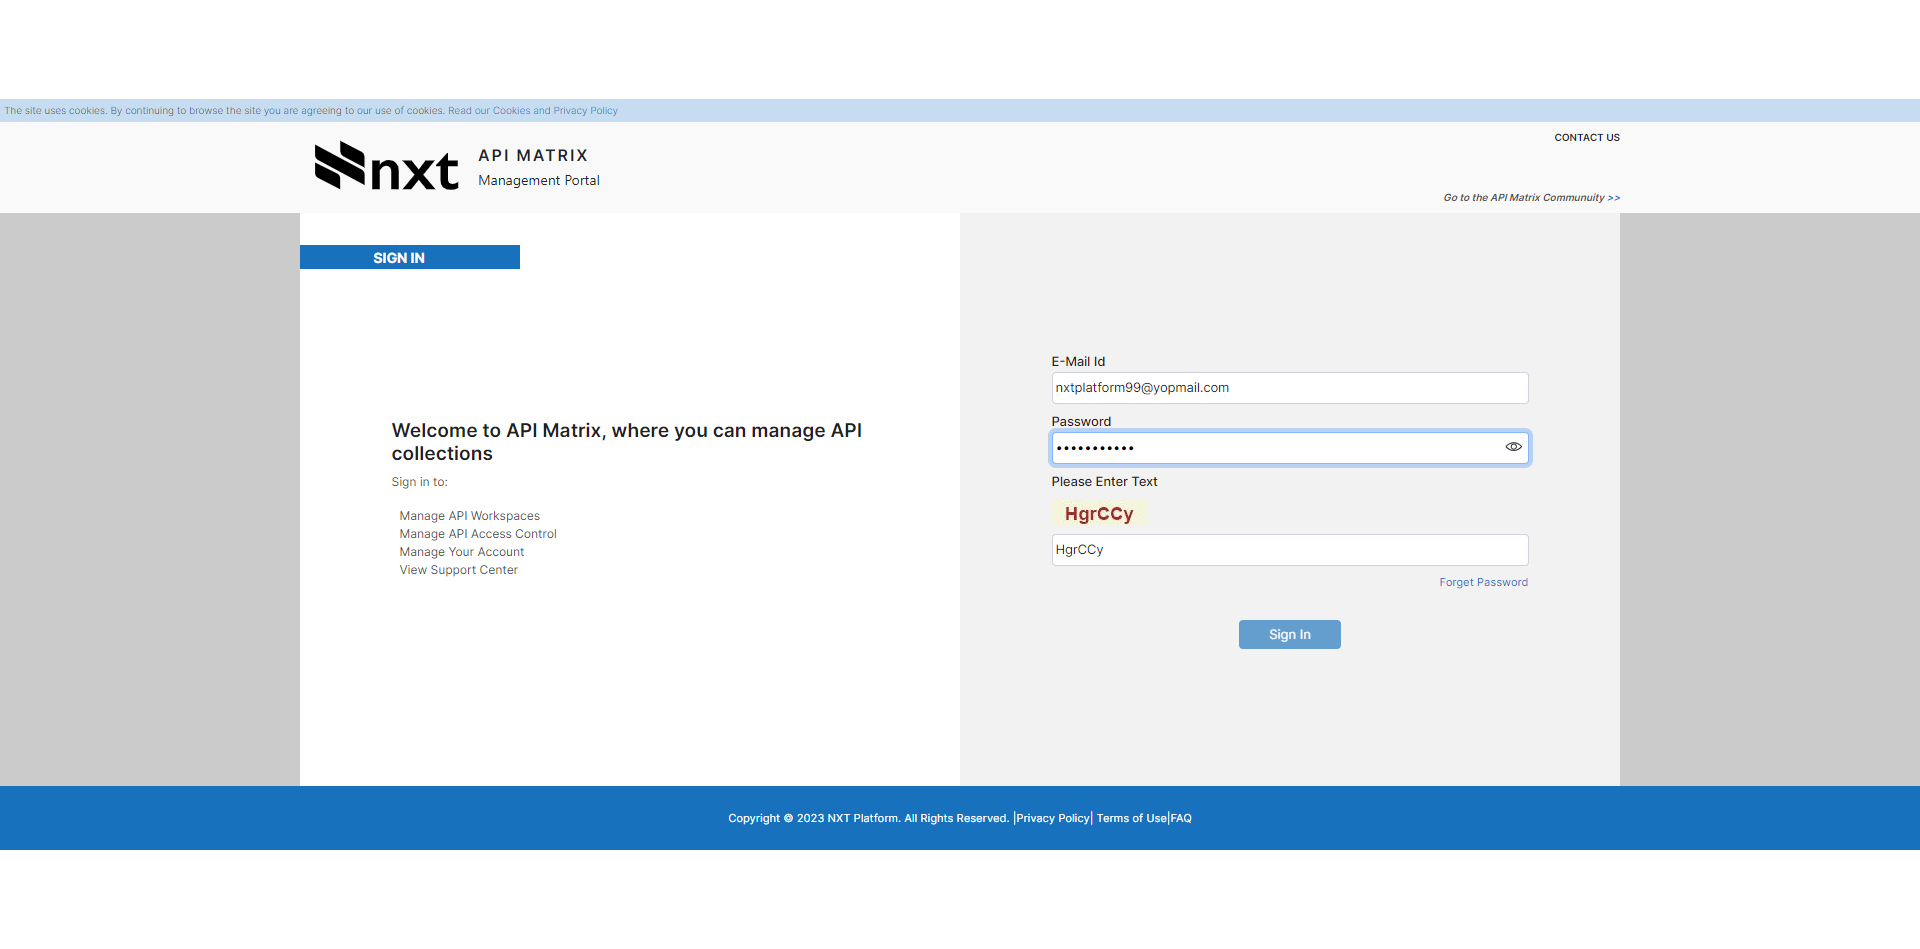 The site uses cookies. By continuing to browse the site you are agreeing to our use of cookies. Read our Cookies and Privacy Policy
CONTACT US
nxt
API MATRIX
Management Portal
Go to the API Matrix Communuity >>
SIGN IN
Welcome to API Matrix, where you can manage API
collections
Sign in to:
Manage API Workspaces
Manage API Access Control
Manage Your Account
View Support Center
E-Mail Id
nxtplatform99@yopmail.com
Password
•••••••••••
Please Enter Text
HgrCCy
HgrCCy
Forget Password
Sign In
Copyright © 2023 NXT Platform. All Rights Reserved. |Privacy Policy| Terms of Use|FAQ